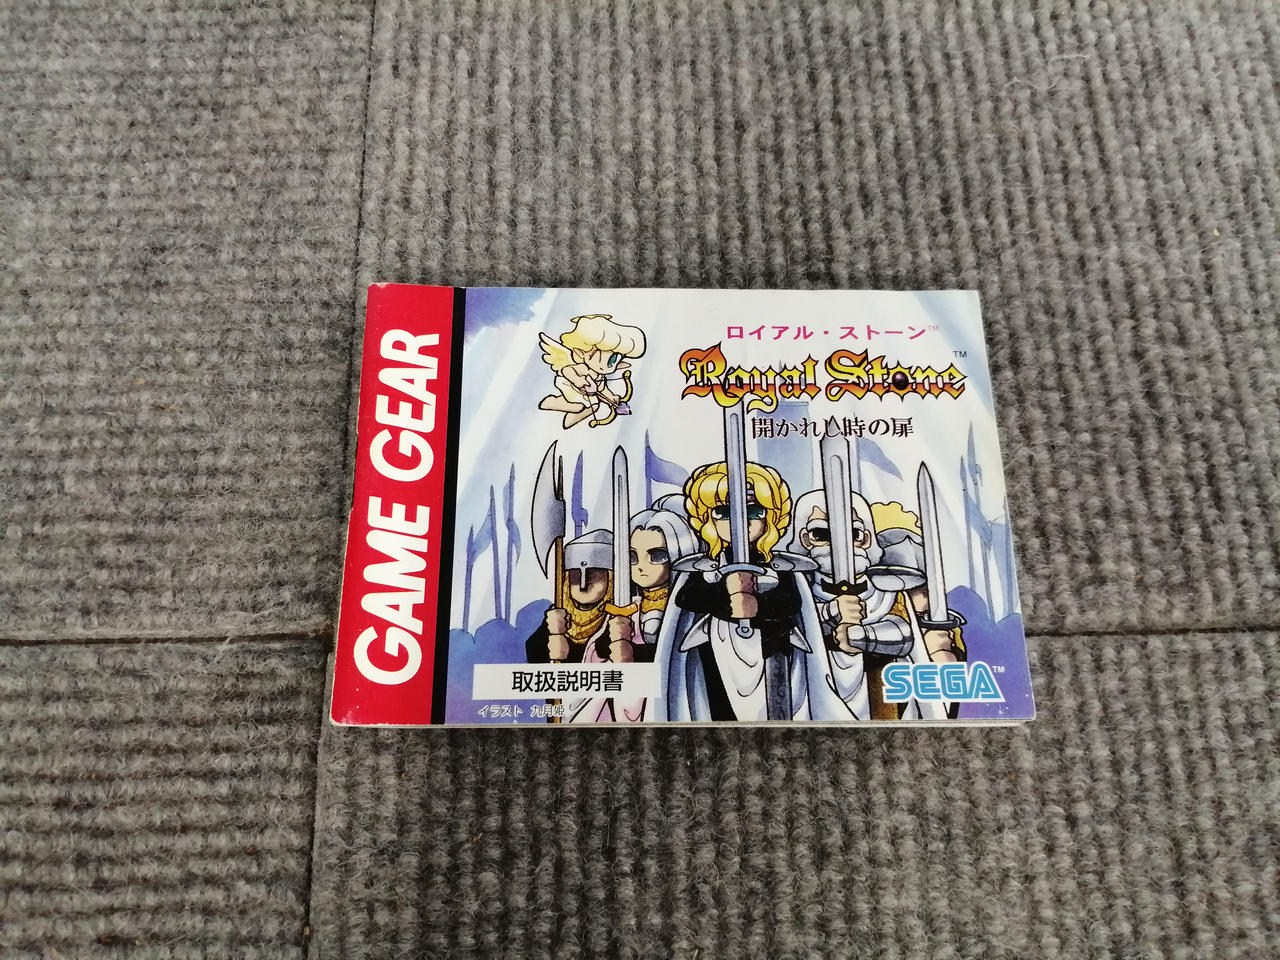 GAME GEAR
ロイアル・ストーン™
Royal Stone™
開かれし時の扉
取扱説明書
イラスト 九月姫
SEGA™